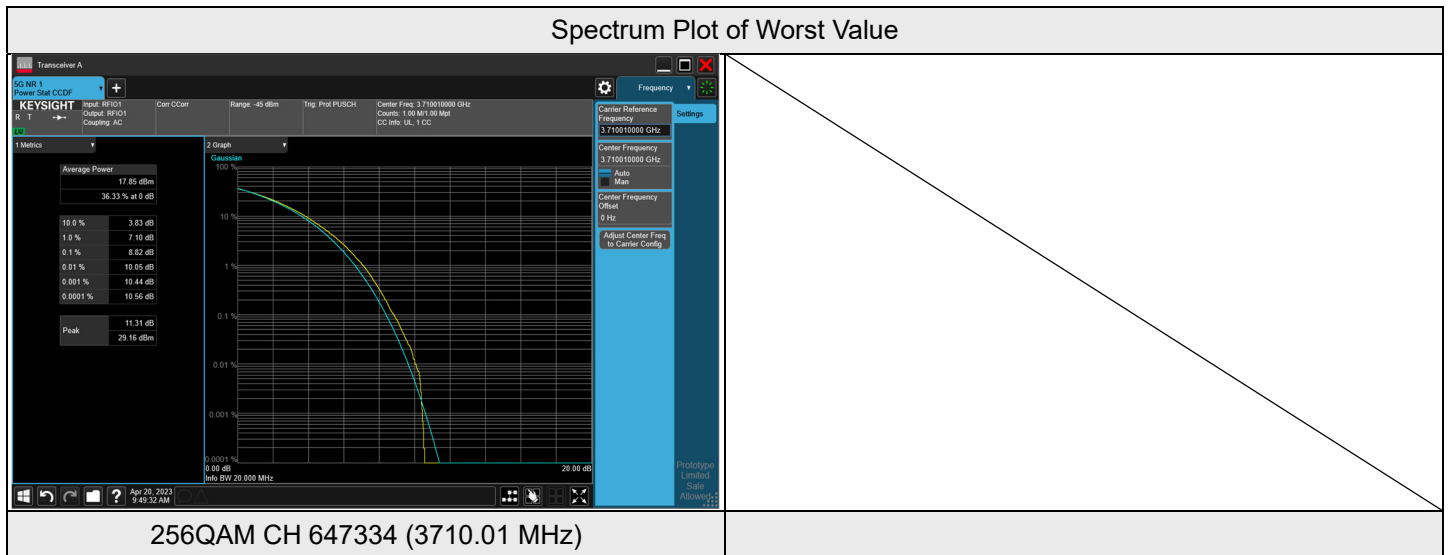 Spectrum Plot of Worst Value
Transceiver A
5G NR 1
Power Stat CCDF
+
Frequency
KEYSIGHT
R T
LXI
Input: RFIO1
Output: RFIO1
Coupling: AC
Corr CCorr
Range: -45 dBm
Trig: Prot PUSCH
Center Freq: 3.710010000 GHz
Counts: 1.00 M/1.00 Mpt
CC Info: UL, 1 CC
1 Metrics
Average Power
17.85 dBm
36.33 % at 0 dB
10.0 % 3.83 dB
1.0 % 7.10 dB
0.1 % 8.82 dB
0.01 % 10.05 dB
0.001 % 10.44 dB
0.0001 % 10.56 dB
Peak
11.31 dB
29.16 dBm
2 Graph
Gaussian
100 %
10 %
1 %
0.1 %
0.01 %
0.001 %
0.0001 %
0.00 dB
20.00 dB
Info BW 20.000 MHz
Carrier Reference
Frequency
3.710010000 GHz
Center Frequency
3.710010000 GHz
Auto
Man
Center Frequency
Offset
0 Hz
Adjust Center Freq
to Carrier Config
Settings
Prototype
Limited
Sale
Allowed
?
Apr 20, 2023
9:49:32 AM
256QAM CH 647334 (3710.01 MHz)